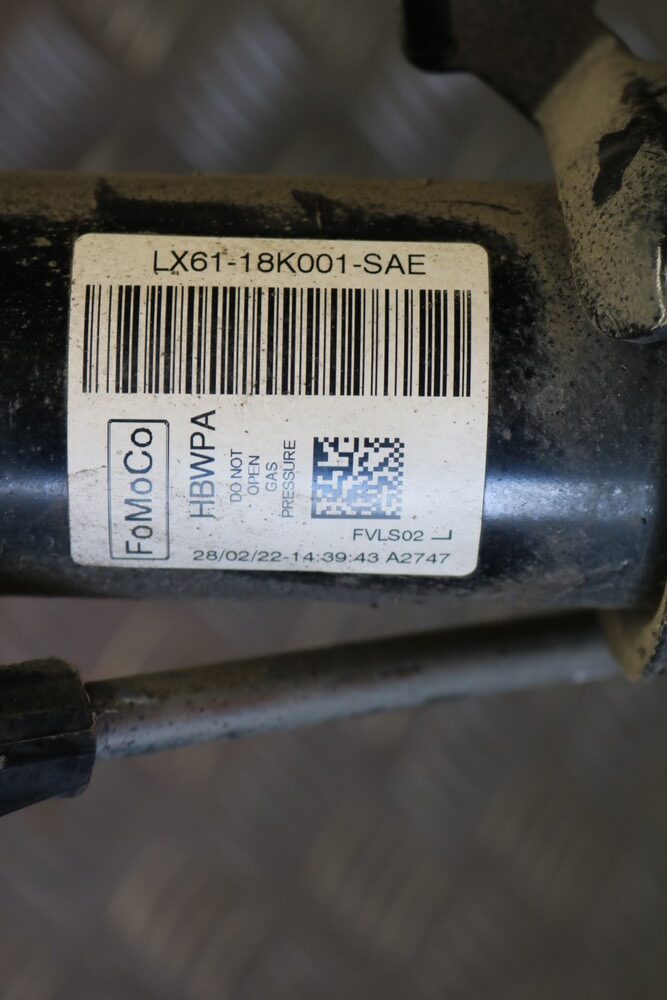 LX61-18K001-SAE
FoMoCo
HBWPA
DO NOT
OPEN
GAS
PRESSURE
FVLS02
28/02/22-14:39:43 A2747